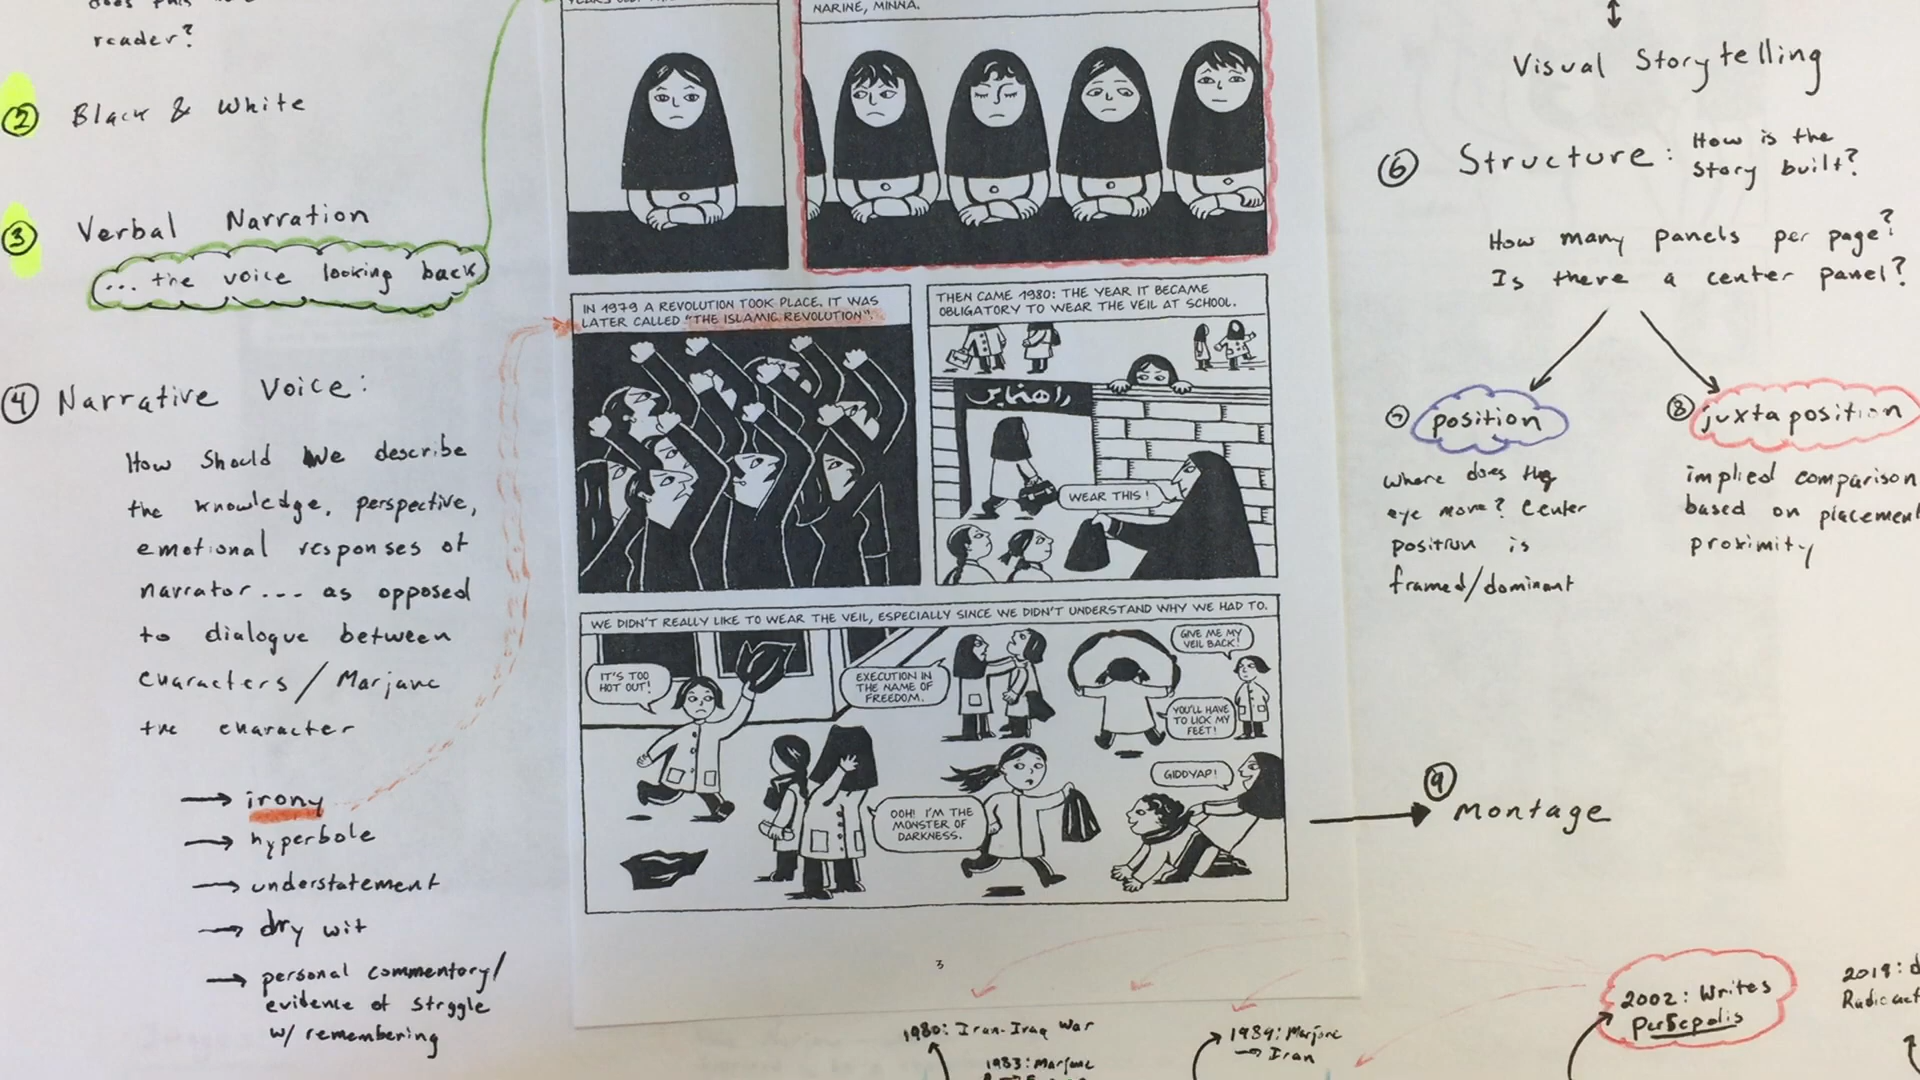 reader?
② Black & White
③ Verbal Narration
... the voice looking back
④ Narrative Voice:
How Should We describe
the knowledge, perspective,
emotional responses of
narrator... as opposed
to dialogue between
characters / Marjane
the character
→ irony
→ hyperbole
→ understatement
→ dry wit
→ personal commentory/
evidence of strggle
w/ remembering
NARINE, MINNA.
IN 1979 A REVOLUTION TOOK PLACE. IT WAS
LATER CALLED "THE ISLAMIC REVOLUTION".
THEN CAME 1980: THE YEAR IT BECAME
OBLIGATORY TO WEAR THE VEIL AT SCHOOL.
WEAR THIS!
WE DIDN'T REALLY LIKE TO WEAR THE VEIL, ESPECIALLY SINCE WE DIDN'T UNDERSTAND WHY WE HAD TO.
IT'S TOO
HOT OUT!
EXECUTION IN
THE NAME OF
FREEDOM.
GIVE ME MY
VEIL BACK!
YOU'LL HAVE
TO LICK MY
FEET!
OOH! I'M THE
MONSTER OF
DARKNESS.
GIDDYAP!
3
Visual Storytelling
⑥ Structure: How is the
Story built?
How many panels per page?
Is there a center panel?
⑦ position
where does the
eye move? Center
position is
framed/dominant
⑧ juxtaposition
implied comparison
based on placement
proximity
⑨ Montage
1980: Iran-Iraq War
1983: Marjane
1989: Marjane
→ Iran
2002: Writes
Persepolis
2019: